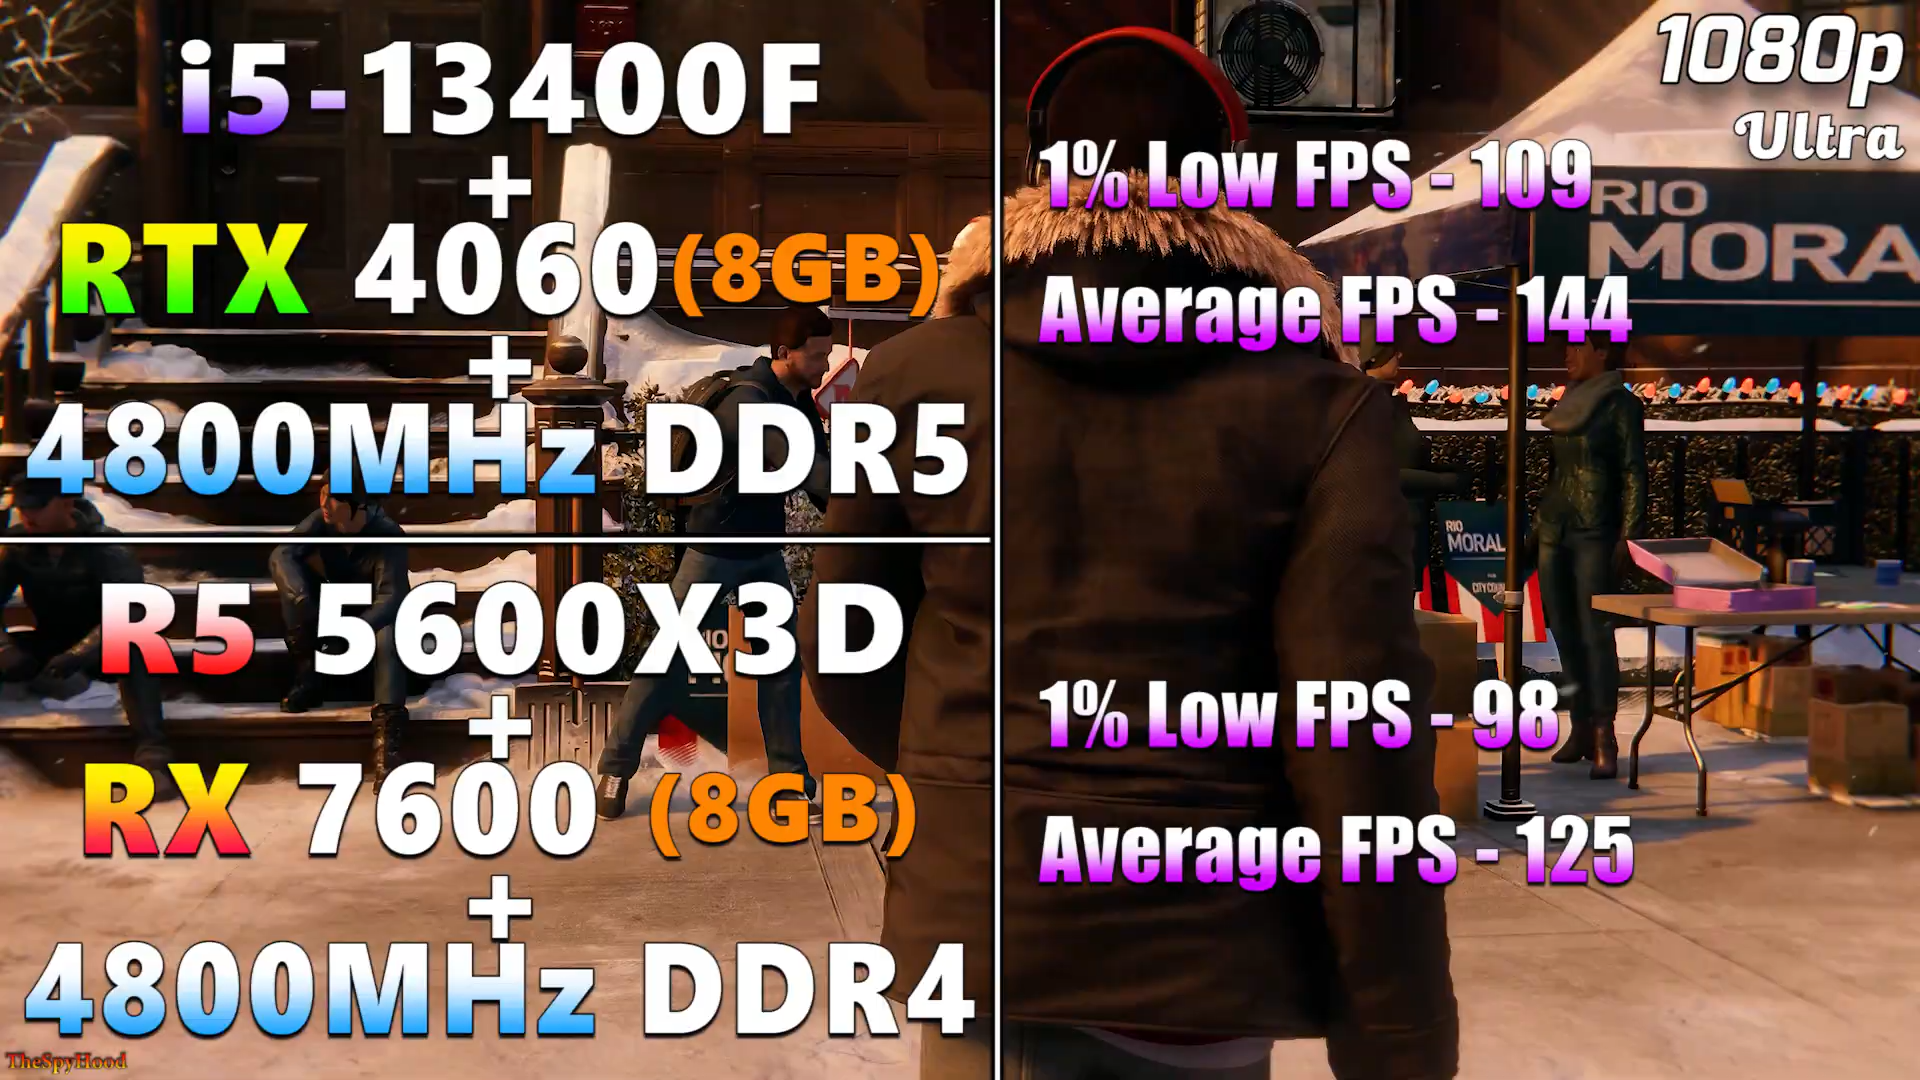 i5-13400F
+
RTX 4060 (8GB)
+
4800MHz DDR5
R5 5600X3D
+
RX 7600 (8GB)
+
4800MHz DDR4
TheSpyHood
1080p
Ultra
1% Low FPS - 109
Average FPS - 144
1% Low FPS - 98
Average FPS - 125
RIO
MORA
RIO
MORAL